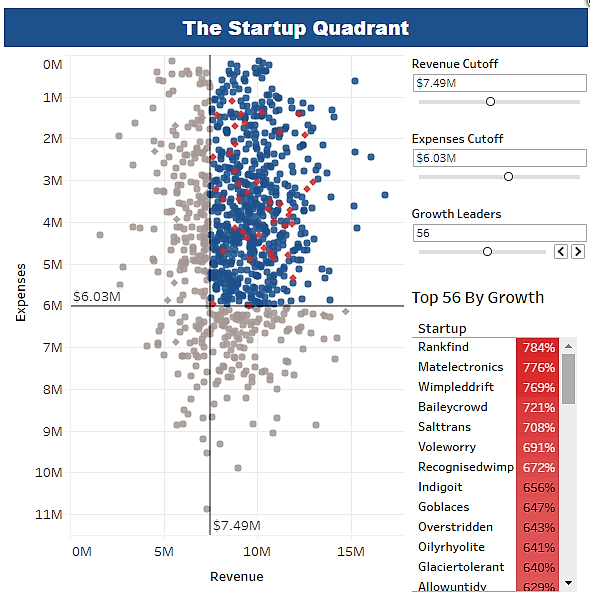 The Startup Quadrant
0M
1M
2M
3M
4M
5M
6M
7M
8M
9M
10M
11M
Expenses
$6.03M
$7.49M
0M 5M 10M 15M
Revenue
Revenue Cutoff
$7.49M
Expenses Cutoff
$6.03M
Growth Leaders
56
Top 56 By Growth
Startup
Rankfind 784%
Matelectronics 776%
Wimpleddrift 769%
Baileycrowd 721%
Salttrans 708%
Voleworry 691%
Recognisedwimp 672%
Indigoit 656%
Goblaces 647%
Overstridden 643%
Oilyrhyolite 641%
Glaciertolerant 640%
Allowuntidy 629%